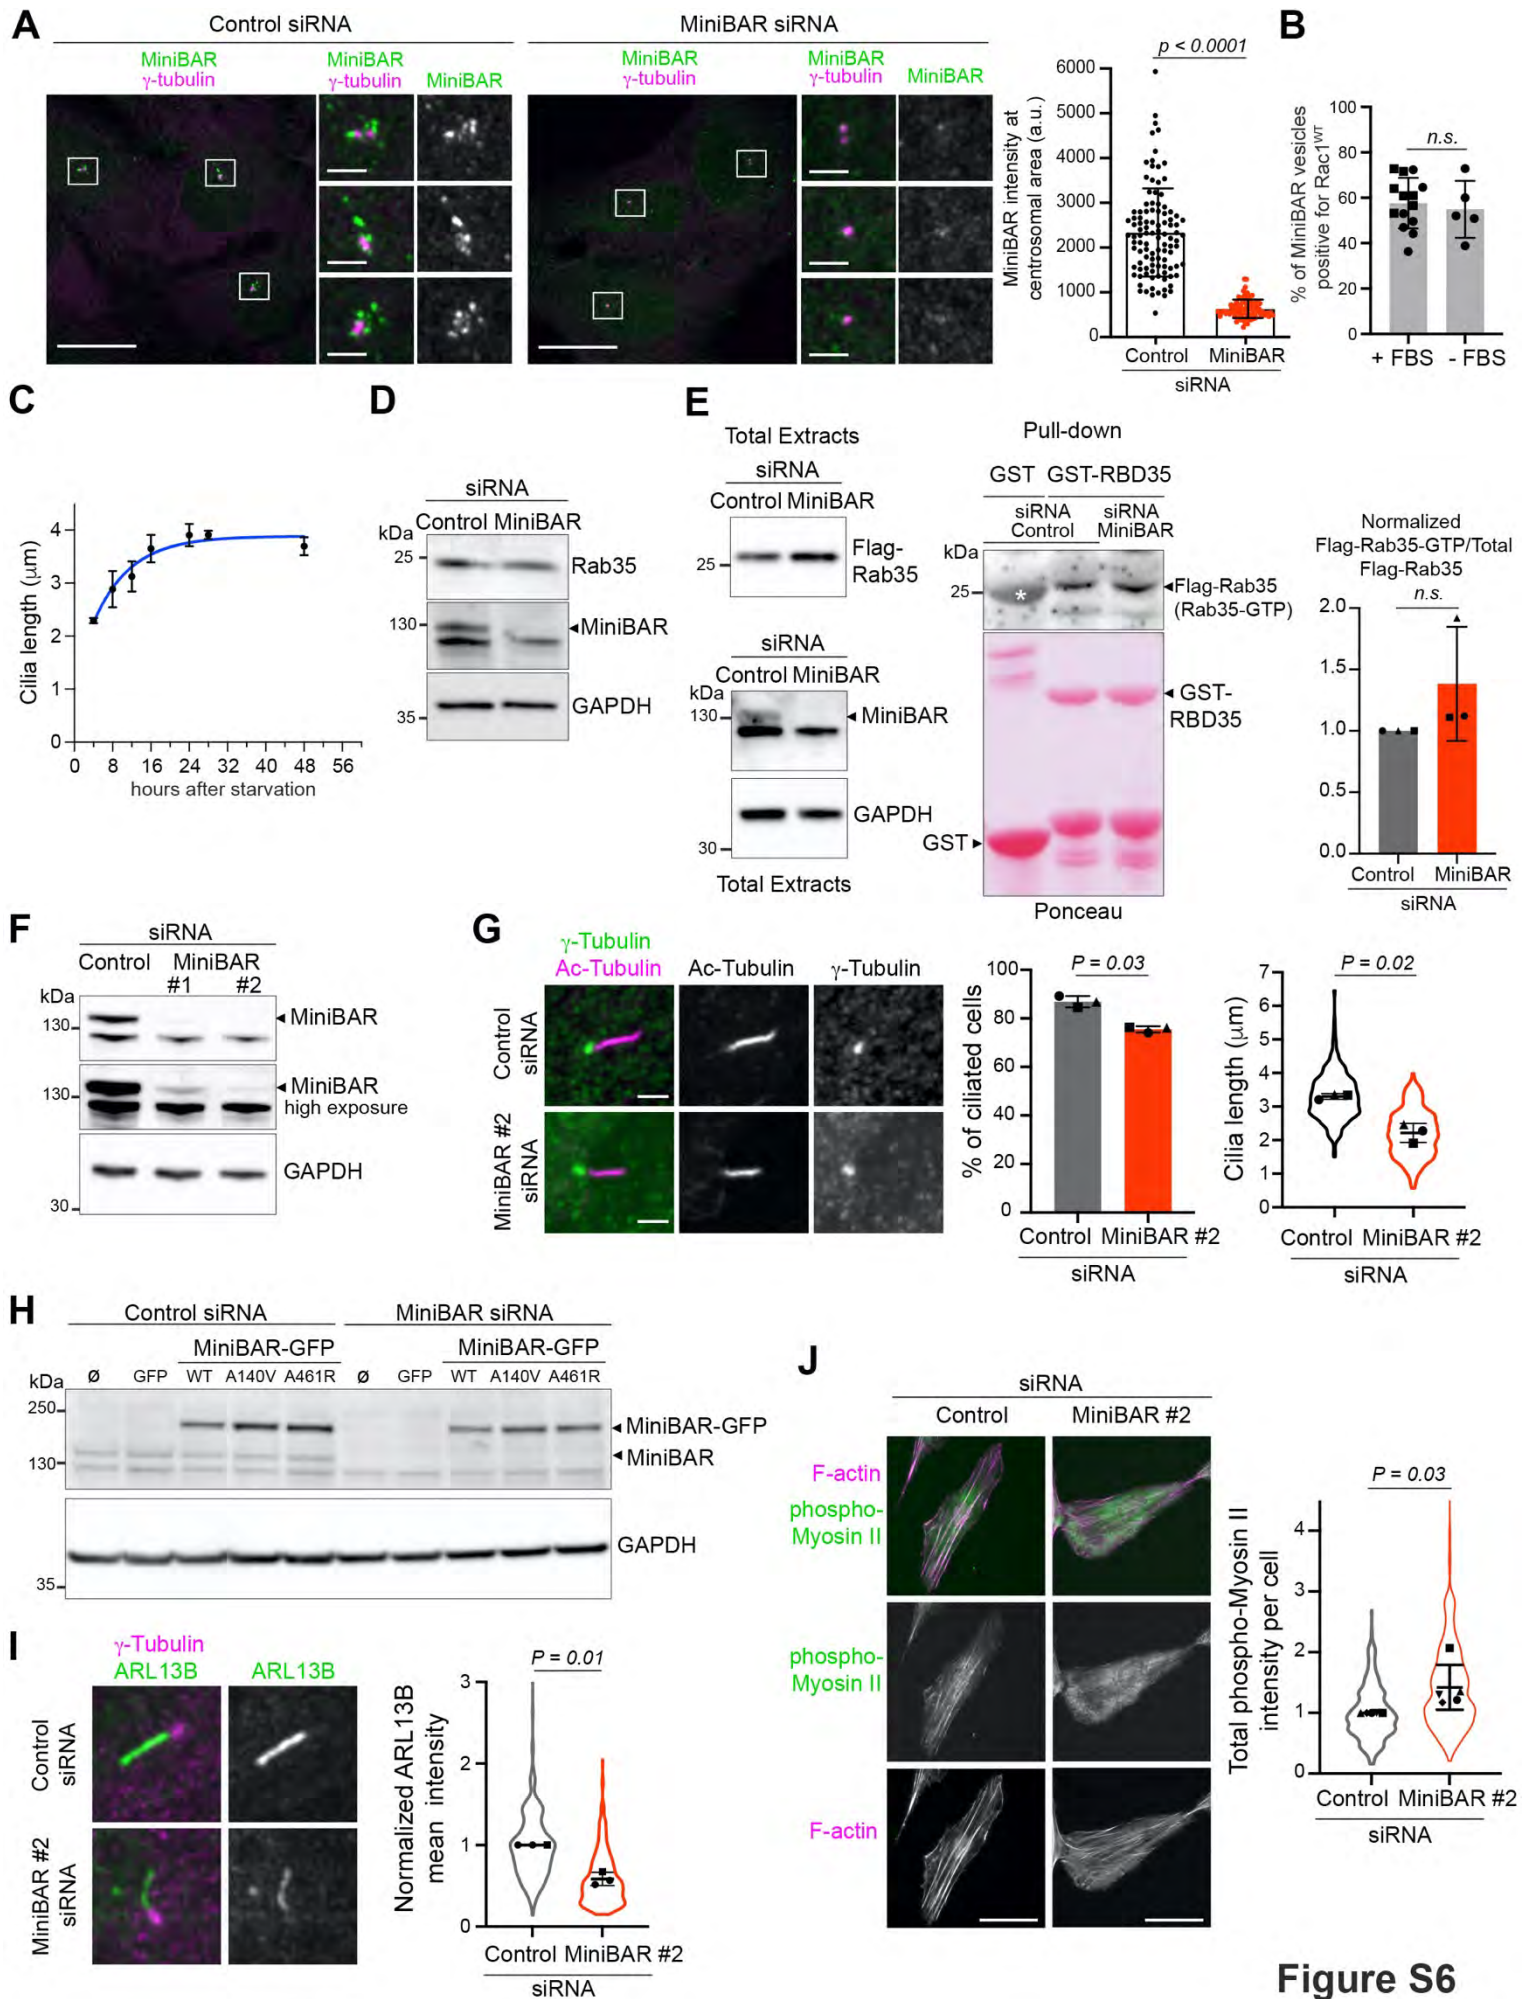 A
Control siRNA
MiniBAR siRNA
MiniBAR
γ-tubulin
MiniBAR
γ-tubulin
MiniBAR
MiniBAR
γ-tubulin
MiniBAR
γ-tubulin
MiniBAR
p < 0.0001
MiniBAR intensity at
centrosomal area (a.u.)
6000
5000
4000
3000
2000
1000
0
Control
MiniBAR
siRNA
B
n.s.
% of MiniBAR vesicles
positive for Rac1WT
100
80
60
40
20
0
+ FBS
- FBS
C
Cilia length (μm)
4
3
2
1
0
0 8 16 24 32 40 48 56
hours after starvation
D
siRNA
Control MiniBAR
kDa
25
Rab35
130
MiniBAR
35
GAPDH
E
Total Extracts
siRNA
Control MiniBAR
25
Flag-
Rab35
siRNA
Control MiniBAR
kDa
130
MiniBAR
GAPDH
30
Total Extracts
Pull-down
GST GST-RBD35
siRNA
Control
siRNA
MiniBAR
kDa
25
*
Flag-Rab35
(Rab35-GTP)
GST-
RBD35
GST
Ponceau
Normalized
Flag-Rab35-GTP/Total
Flag-Rab35
n.s.
2.0
1.5
1.0
0.5
0.0
Control
MiniBAR
siRNA
F
siRNA
Control MiniBAR
#1 #2
kDa
130
MiniBAR
130
MiniBAR
high exposure
GAPDH
30
G
γ-Tubulin
Ac-Tubulin
Ac-Tubulin
γ-Tubulin
Control
siRNA
MiniBAR #2
siRNA
P = 0.03
% of ciliated cells
100
80
60
40
20
0
Control MiniBAR #2
siRNA
P = 0.02
Cilia length (μm)
7
6
5
4
3
2
1
0
Control MiniBAR #2
siRNA
H
Control siRNA
MiniBAR siRNA
MiniBAR-GFP
MiniBAR-GFP
kDa
ø GFP WT A140V A461R ø GFP WT A140V A461R
250
MiniBAR-GFP
MiniBAR
130
GAPDH
35
I
γ-Tubulin
ARL13B
ARL13B
Control
siRNA
MiniBAR #2
siRNA
P = 0.01
Normalized ARL13B
mean intensity
3
2
1
0
Control MiniBAR #2
siRNA
J
siRNA
Control
MiniBAR #2
F-actin
phospho-
Myosin II
phospho-
Myosin II
F-actin
P = 0.03
Total phospho-Myosin II
intensity per cell
4
3
2
1
0
Control MiniBAR #2
siRNA
Figure S6